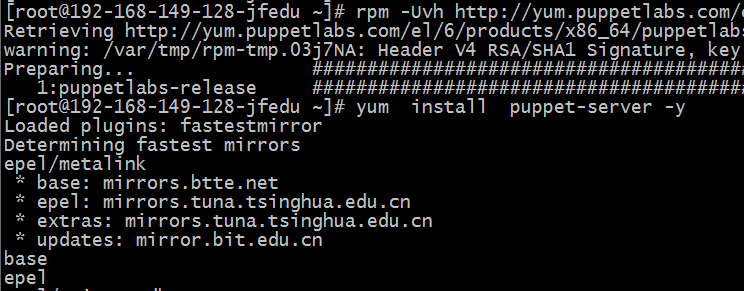 [root@192-168-149-128-jfedu ~]# rpm -Uvh http://yum.puppetlabs.com/
Retrieving http://yum.puppetlabs.com/el/6/products/x86_64/puppetlabs
warning: /var/tmp/rpm-tmp.03j7NA: Header V4 RSA/SHA1 Signature, key
Preparing... ########################################
1:puppetlabs-release ########################################
[root@192-168-149-128-jfedu ~]# yum install puppet-server -y
Loaded plugins: fastestmirror
Determining fastest mirrors
epel/metalink
* base: mirrors.btte.net
* epel: mirrors.tuna.tsinghua.edu.cn
* extras: mirrors.tuna.tsinghua.edu.cn
* updates: mirror.bit.edu.cn
base
epel